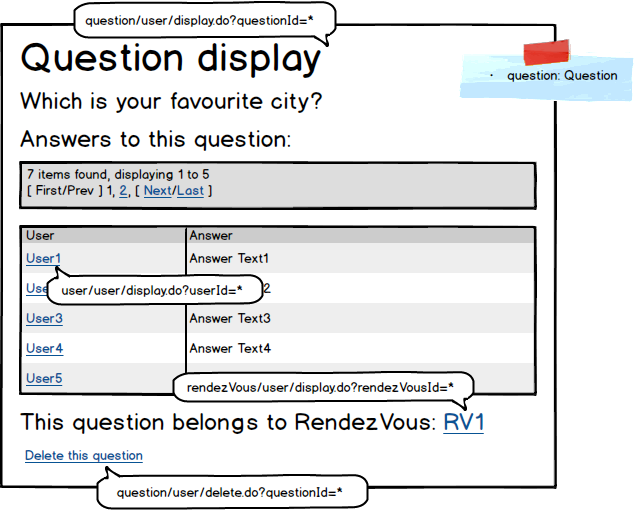 question/user/display.do?questionId=*
Question display
· question: Question
Which is your favourite city?
Answers to this question:
7 items found, displaying 1 to 5
[ First/Prev ] 1, 2, [ Next/Last ]
User Answer
User1 Answer Text1
user/user/display.do?userId=*
2
User3 Answer Text3
User4 Answer Text4
User5
rendezVous/user/display.do?rendezVousId=*
This question belongs to RendezVous: RV1
Delete this question
question/user/delete.do?questionId=*